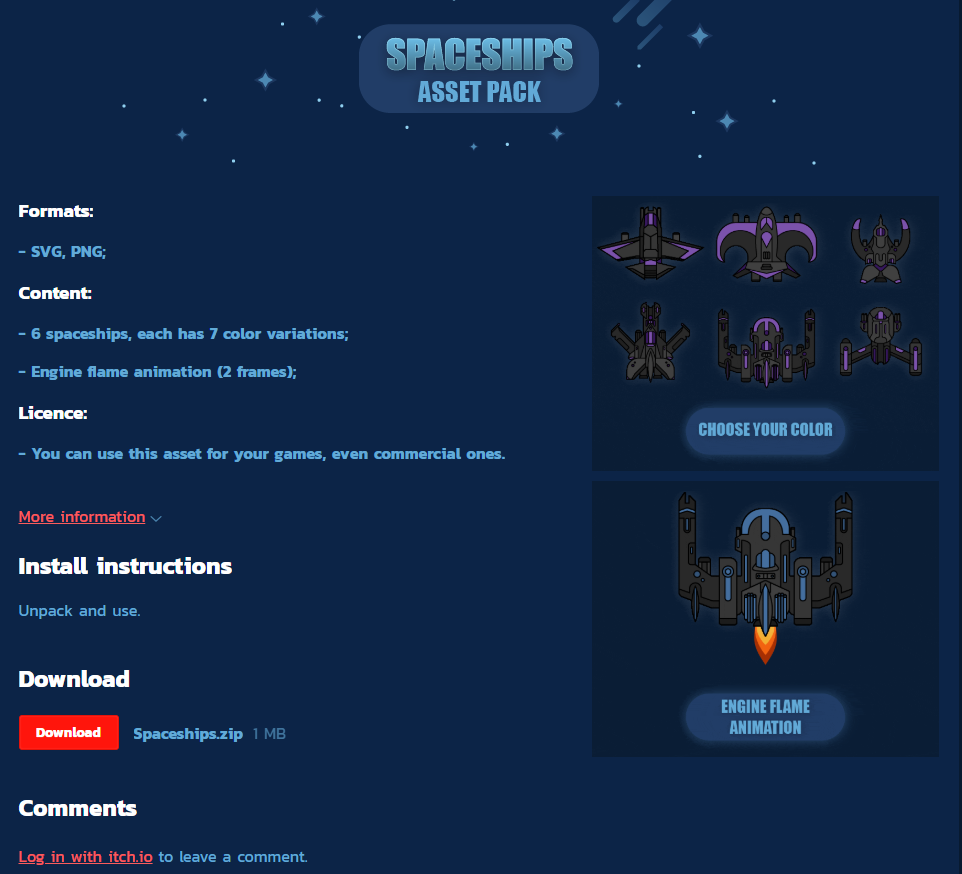 SPACESHIPS
ASSET PACK
Formats:
- SVG, PNG;
Content:
- 6 spaceships, each has 7 color variations;
- Engine flame animation (2 frames);
Licence:
- You can use this asset for your games, even commercial ones.
More information
Install instructions
Unpack and use.
Download
Download Spaceships.zip 1 MB
Comments
Log in with itch.io to leave a comment.
CHOOSE YOUR COLOR
ENGINE FLAME
ANIMATION